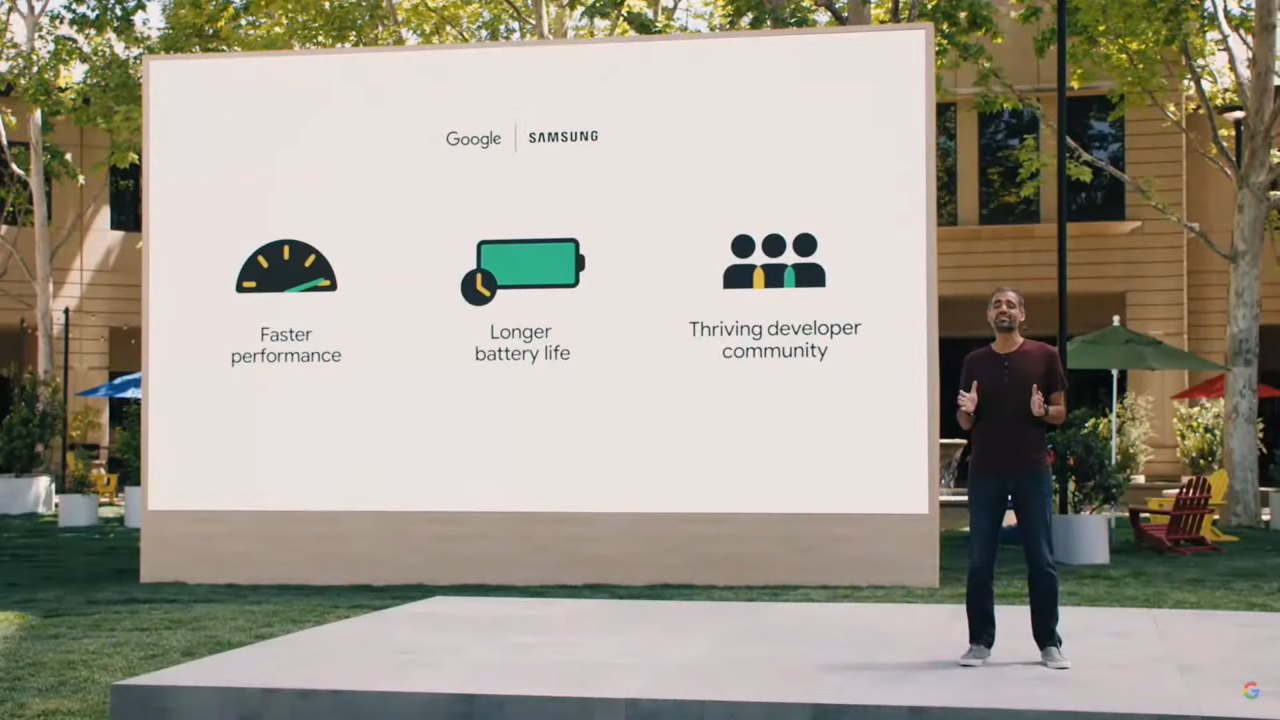 Google | SAMSUNG
Faster
performance
Longer
battery life
Thriving developer
community